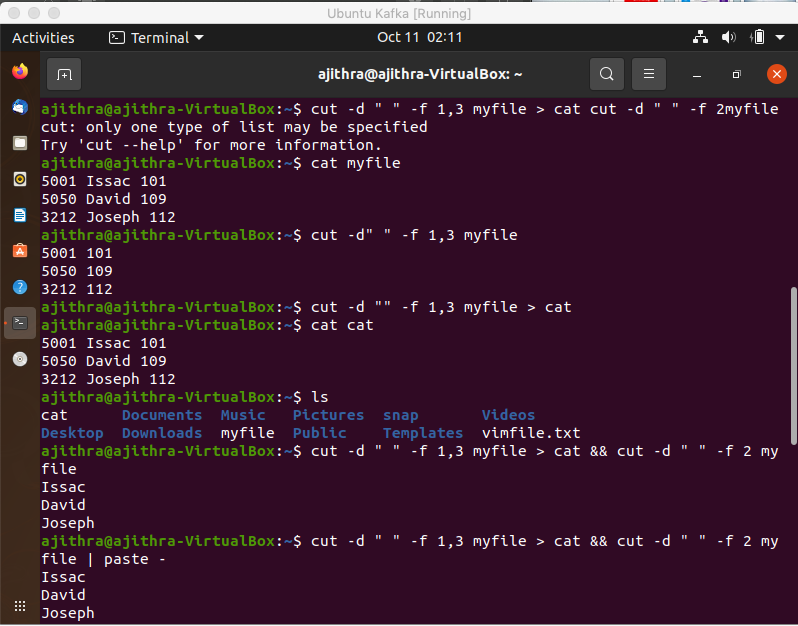 Ubuntu Kafka [Running]
Activities Terminal Oct 11 02:11
ajithra@ajithra-VirtualBox: ~
ajithra@ajithra-VirtualBox:~$ cut -d " " -f 1,3 myfile > cat cut -d " " -f 2myfile
cut: only one type of list may be specified
Try 'cut --help' for more information.
ajithra@ajithra-VirtualBox:~$ cat myfile
5001 Issac 101
5050 David 109
3212 Joseph 112
ajithra@ajithra-VirtualBox:~$ cut -d" " -f 1,3 myfile
5001 101
5050 109
3212 112
ajithra@ajithra-VirtualBox:~$ cut -d "" -f 1,3 myfile > cat
ajithra@ajithra-VirtualBox:~$ cat cat
5001 Issac 101
5050 David 109
3212 Joseph 112
ajithra@ajithra-VirtualBox:~$ ls
cat Documents Music Pictures snap Videos
Desktop Downloads myfile Public Templates vimfile.txt
ajithra@ajithra-VirtualBox:~$ cut -d " " -f 1,3 myfile > cat && cut -d " " -f 2 my
file
Issac
David
Joseph
ajithra@ajithra-VirtualBox:~$ cut -d " " -f 1,3 myfile > cat && cut -d " " -f 2 my
file | paste -
Issac
David
Joseph